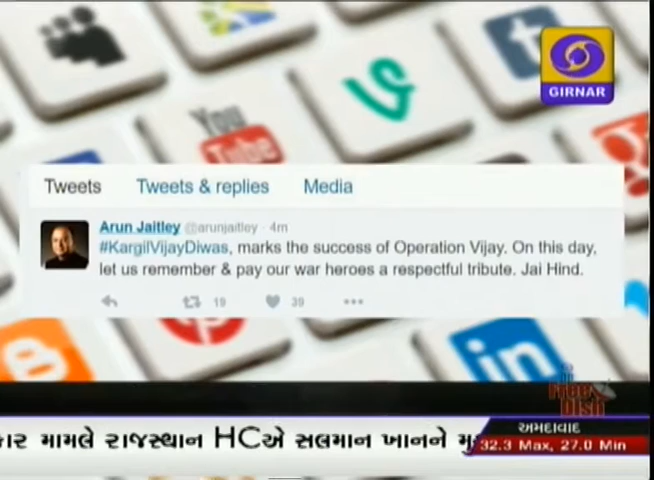 You
Tube
t
GIRNAR
Tweets Tweets & replies Media
Arun Jaitley @arunjaitley · 4m
#KargilVijayDiwas, marks the success of Operation Vijay. On this day,
let us remember & pay our war heroes a respectful tribute. Jai Hind.
19 39
in
Free
Dish
અમદાવાદ
મામલે રાજસ્થાન HCએ સલમાન ખાનને
32.3 Max, 27.0 Min